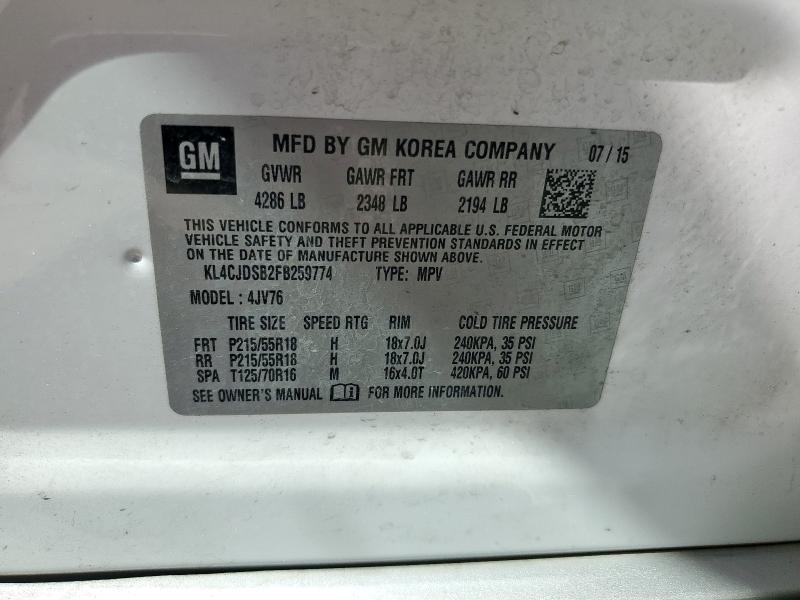 GM MFD BY GM KOREA COMPANY 07 / 15
GVWR GAWR FRT GAWR RR
4286 LB 2348 LB 2194 LB
THIS VEHICLE CONFORMS TO ALL APPLICABLE U.S. FEDERAL MOTOR
VEHICLE SAFETY AND THEFT PREVENTION STANDARDS IN EFFECT
ON THE DATE OF MANUFACTURE SHOWN ABOVE.
KL4CJDSB2FB259774 TYPE: MPV
MODEL : 4JV76
TIRE SIZE SPEED RTG RIM COLD TIRE PRESSURE
FRT P215/55R18 H 18x7.0J 240KPA, 35 PSI
RR P215/55R18 H 18x7.0J 240KPA, 35 PSI
SPA T125/70R16 M 16x4.0T 420KPA, 60 PSI
SEE OWNER'S MANUAL FOR MORE INFORMATION.